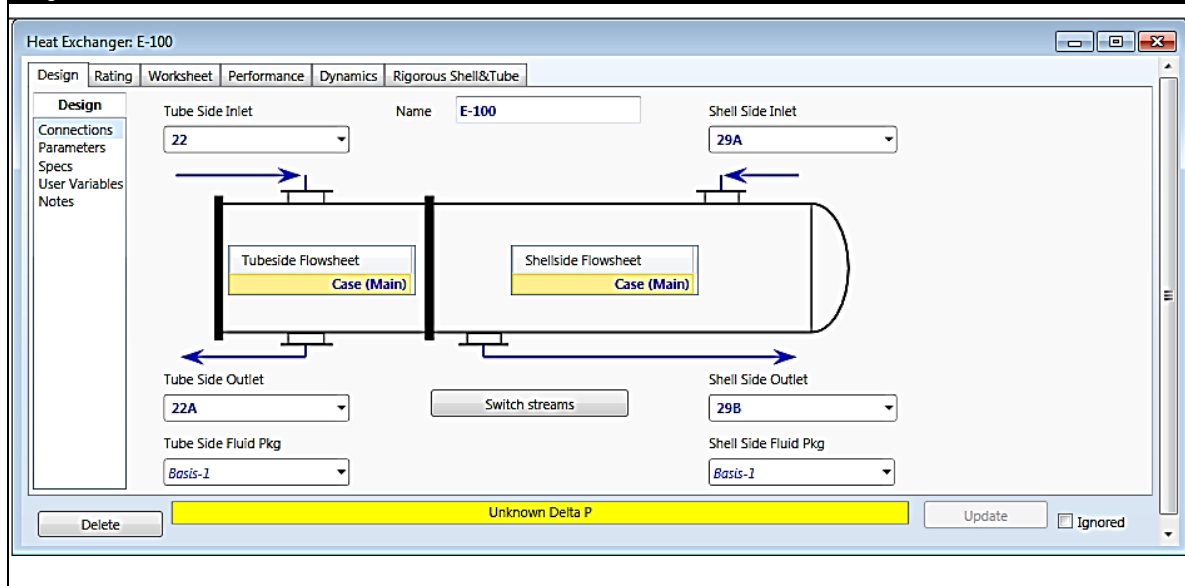 Heat Exchanger: E-100
Design Rating Worksheet Performance Dynamics Rigorous Shell&Tube
Design
Connections
Parameters
Specs
User Variables
Notes
Tube Side Inlet
22
Name E-100
Shell Side Inlet
29A
Tubeside Flowsheet
Case (Main)
Shellside Flowsheet
Case (Main)
Tube Side Outlet
22A
Switch streams
Shell Side Outlet
29B
Tube Side Fluid Pkg
Basis-1
Shell Side Fluid Pkg
Basis-1
Delete
Unknown Delta P
Update
Ignored